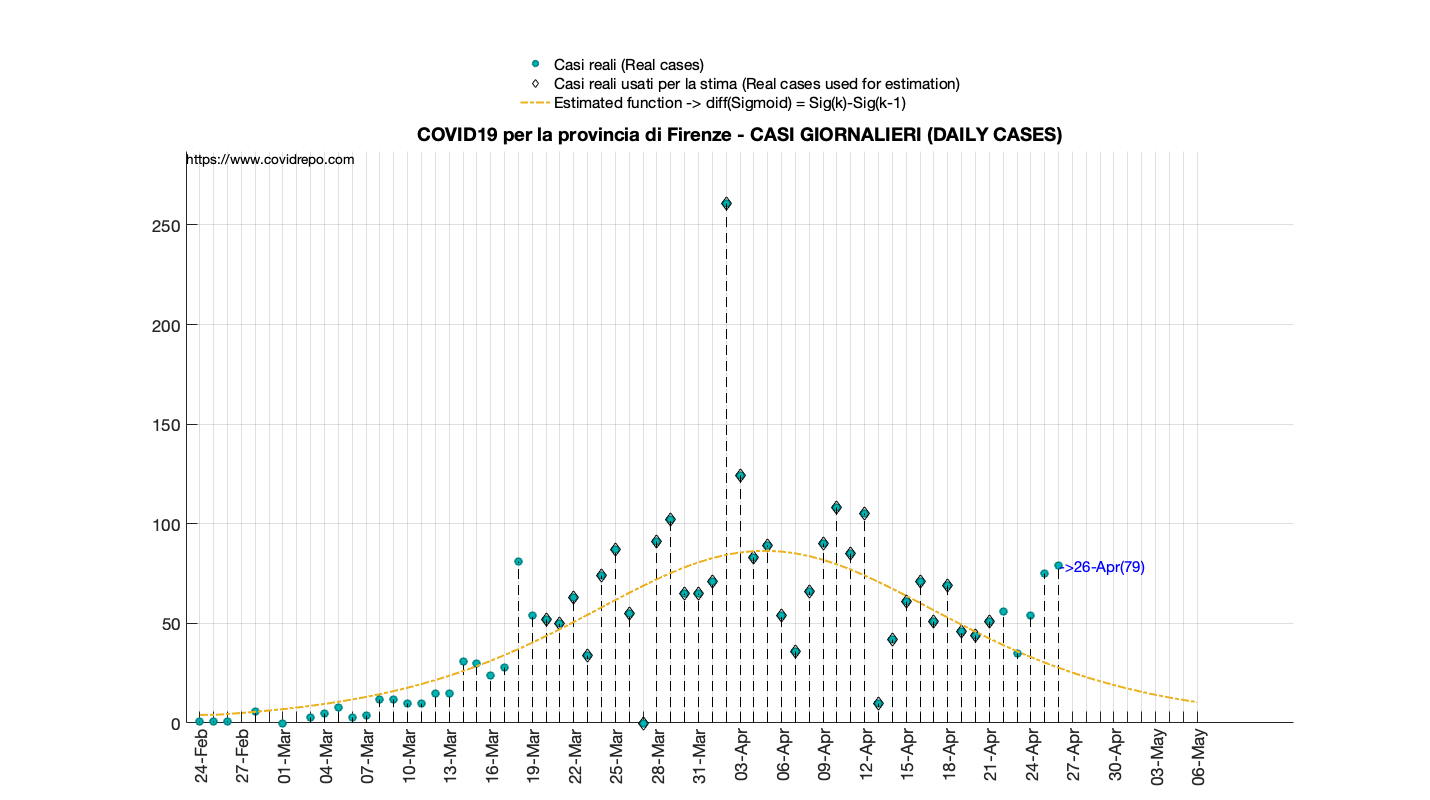 Casi reali (Real cases)
Casi reali usati per la stima (Real cases used for estimation)
Estimated function -> diff(Sigmoid) = Sig(k)-Sig(k-1)
COVID19 per la provincia di Firenze - CASI GIORNALIERI (DAILY CASES)
https://www.covidrepo.com
250
200
150
100
50
0
->26-Apr(79)
24-Feb
27-Feb
01-Mar
04-Mar
07-Mar
10-Mar
13-Mar
16-Mar
19-Mar
22-Mar
25-Mar
28-Mar
31-Mar
03-Apr
06-Apr
09-Apr
12-Apr
15-Apr
18-Apr
21-Apr
24-Apr
27-Apr
30-Apr
03-May
06-May